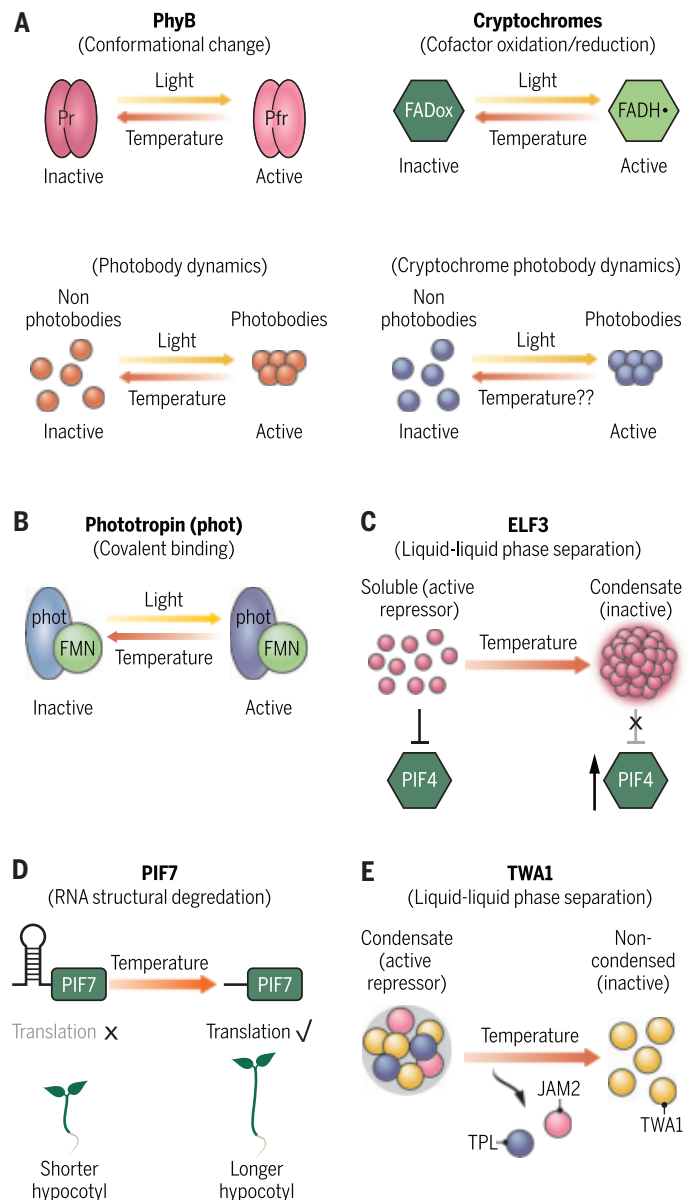 A
PhyB
(Conformational change)
Light
Pr
Pfr
Temperature
Inactive
Active
Cryptochromes
(Cofactor oxidation/reduction)
Light
FADox
FADH•
Temperature
Inactive
Active
(Photobody dynamics)
Non
photobodies
Photobodies
Light
Temperature
Inactive
Active
(Cryptochrome photobody dynamics)
Non
photobodies
Photobodies
Light
Temperature??
Inactive
Active
B
Phototropin (phot)
(Covalent binding)
Light
phot
FMN
phot
FMN
Temperature
Inactive
Active
C
ELF3
(Liquid-liquid phase separation)
Soluble (active
repressor)
Condensate
(inactive)
Temperature
X
PIF4
PIF4
D
PIF7
(RNA structural degredation)
Temperature
PIF7
PIF7
Translation X
Translation √
Shorter
hypocotyl
Longer
hypocotyl
E
TWA1
(Liquid-liquid phase separation)
Condensate
(active
repressor)
Non-
condensed
(inactive)
Temperature
JAM2
TPL
TWA1